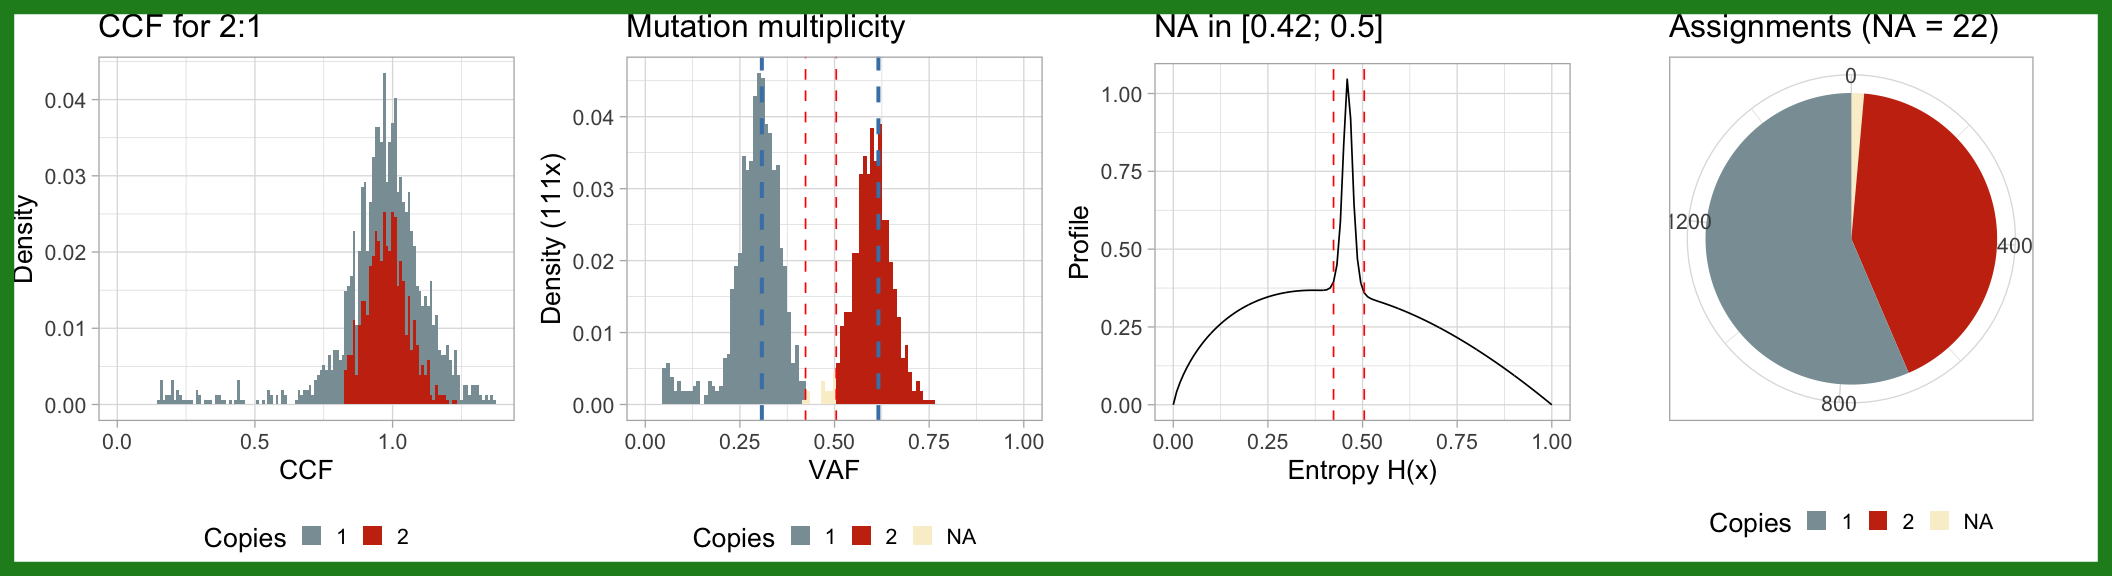 CCF for 2:1
Density
0.04
0.03
0.02
0.01
0.00
0.0
0.5
1.0
CCF
Copies 1 2
Mutation multiplicity
Density (111x)
0.04
0.03
0.02
0.01
0.00
0.00
0.25
0.50
0.75
1.00
VAF
Copies 1 2 NA
NA in [0.42; 0.5]
Profile
1.00
0.75
0.50
0.25
0.00
0.00
0.25
0.50
0.75
1.00
Entropy H(x)
Assignments (NA = 22)
0
1200
400
800
Copies 1 2 NA